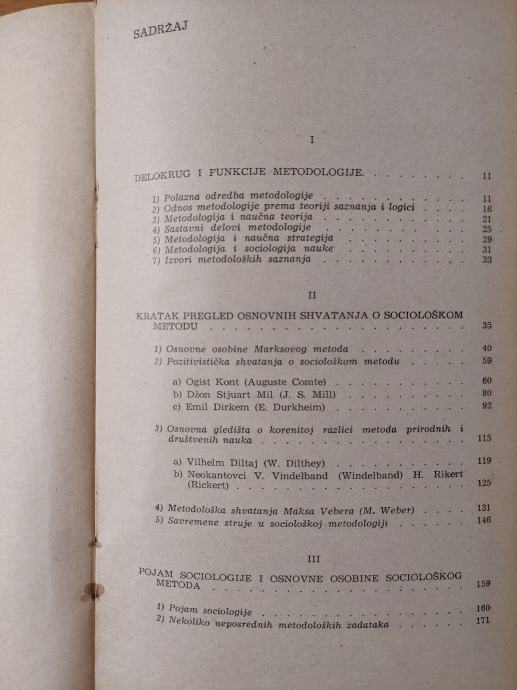 SADRŽAJ
I
DELOKRUG I FUNKCIJE METODOLOGIJE. . . . . . . . . 11
1) Polazna odredba metodologije . . . . . . . . . . . 11
2) Odnos metodologije prema teoriji saznanja i logici . . . . 16
3) Metodologija i naučna teorija . . . . . . . . . . . 21
4) Sastavni delovi metodologije . . . . . . . . . . . 25
5) Metodologija i naučna strategija . . . . . . . . . . 29
6) Metodologija i sociologija nauke . . . . . . . . . . 31
7) Izvori metodoloških saznanja . . . . . . . . . . . 33
II
KRATAK PREGLED OSNOVNIH SHVATANJA O SOCIOLOŠKOM
METODU . . . . . . . . . . . . . . . . . . 35
1) Osnovne osobine Marksovog metoda . . . . . . . . 40
2) Pozitivistička shvatanja o sociološkom metodu . . . . . 59
a) Ogist Kont (Auguste Comte) . . . . . . . . . . 60
b) Džon Stjuart Mil (J. S. Mill) . . . . . . . . . . 80
c) Emil Dirkem (E. Durkheim) . . . . . . . . . . 92
3) Osnovna gledišta o korenitoj razlici metoda prirodnih i
društvenih nauka . . . . . . . . . . . . . . . 115
a) Vilhelm Diltaj (W. Dilthey) . . . . . . . . . . 119
b) Neokantovci V. Vindelband (Windelband) H. Rikert
(Rickert) . . . . . . . . . . . . . . . . . 125
4) Metodološka shvatanja Maksa Vebera (M. Weber) . . . . 131
5) Savremene struje u sociološkoj metodologiji . . . . . . 146
III
POJAM SOCIOLOGIJE I OSNOVNE OSOBINE SOCIOLOŠKOG
METODA . . . . . . . . . . . . . . . . . . 159
1) Pojam sociologije . . . . . . . . . . . . . . . 160
2) Nekoliko neposrednih metodoloških zadataka . . . . . . 171